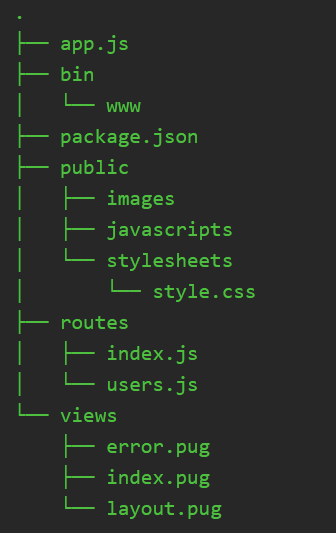 .
├── app.js
├── bin
│   └── www
├── package.json
├── public
│   ├── images
│   ├── javascripts
│   └── stylesheets
│       └── style.css
├── routes
│   ├── index.js
│   └── users.js
└── views
    ├── error.pug
    ├── index.pug
    └── layout.pug